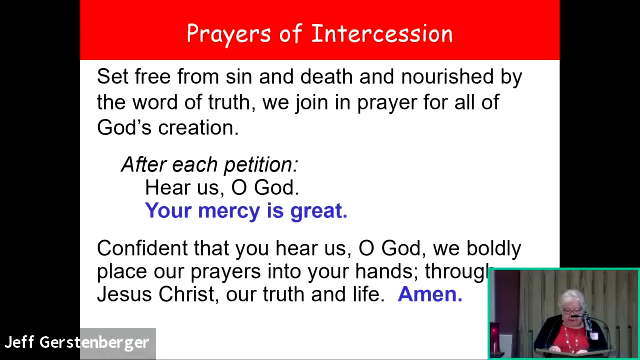 Prayers of Intercession
Set free from sin and death and nourished by
the word of truth, we join in prayer for all of
God's creation.
After each petition:
Hear us, O God.
Your mercy is great.
Confident that you hear us, O God, we boldly
place our prayers into your hands; through
Jesus Christ, our truth and life. Amen.
Jeff Gerstenberger